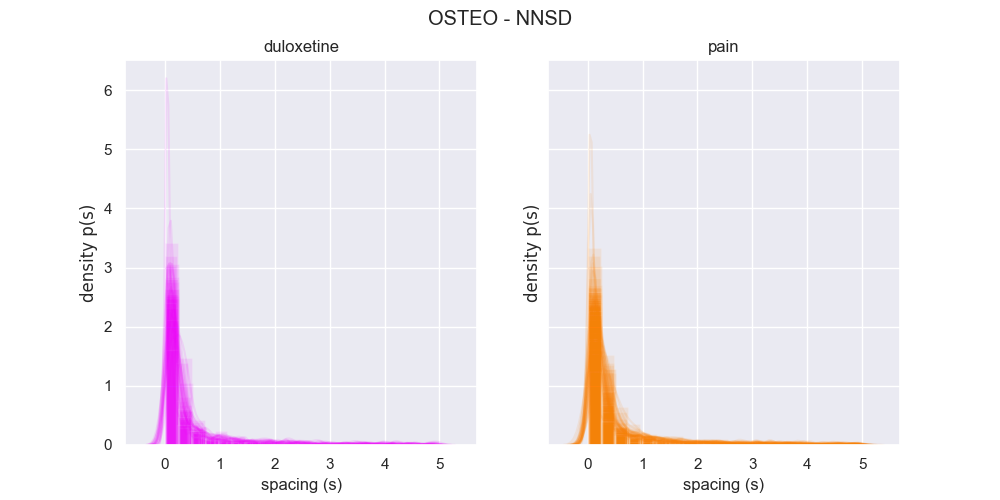 OSTEO - NNSD
duloxetine
pain
6
5
4
3
2
1
0
density p(s)
density p(s)
0 1 2 3 4 5
0 1 2 3 4 5
spacing (s)
spacing (s)